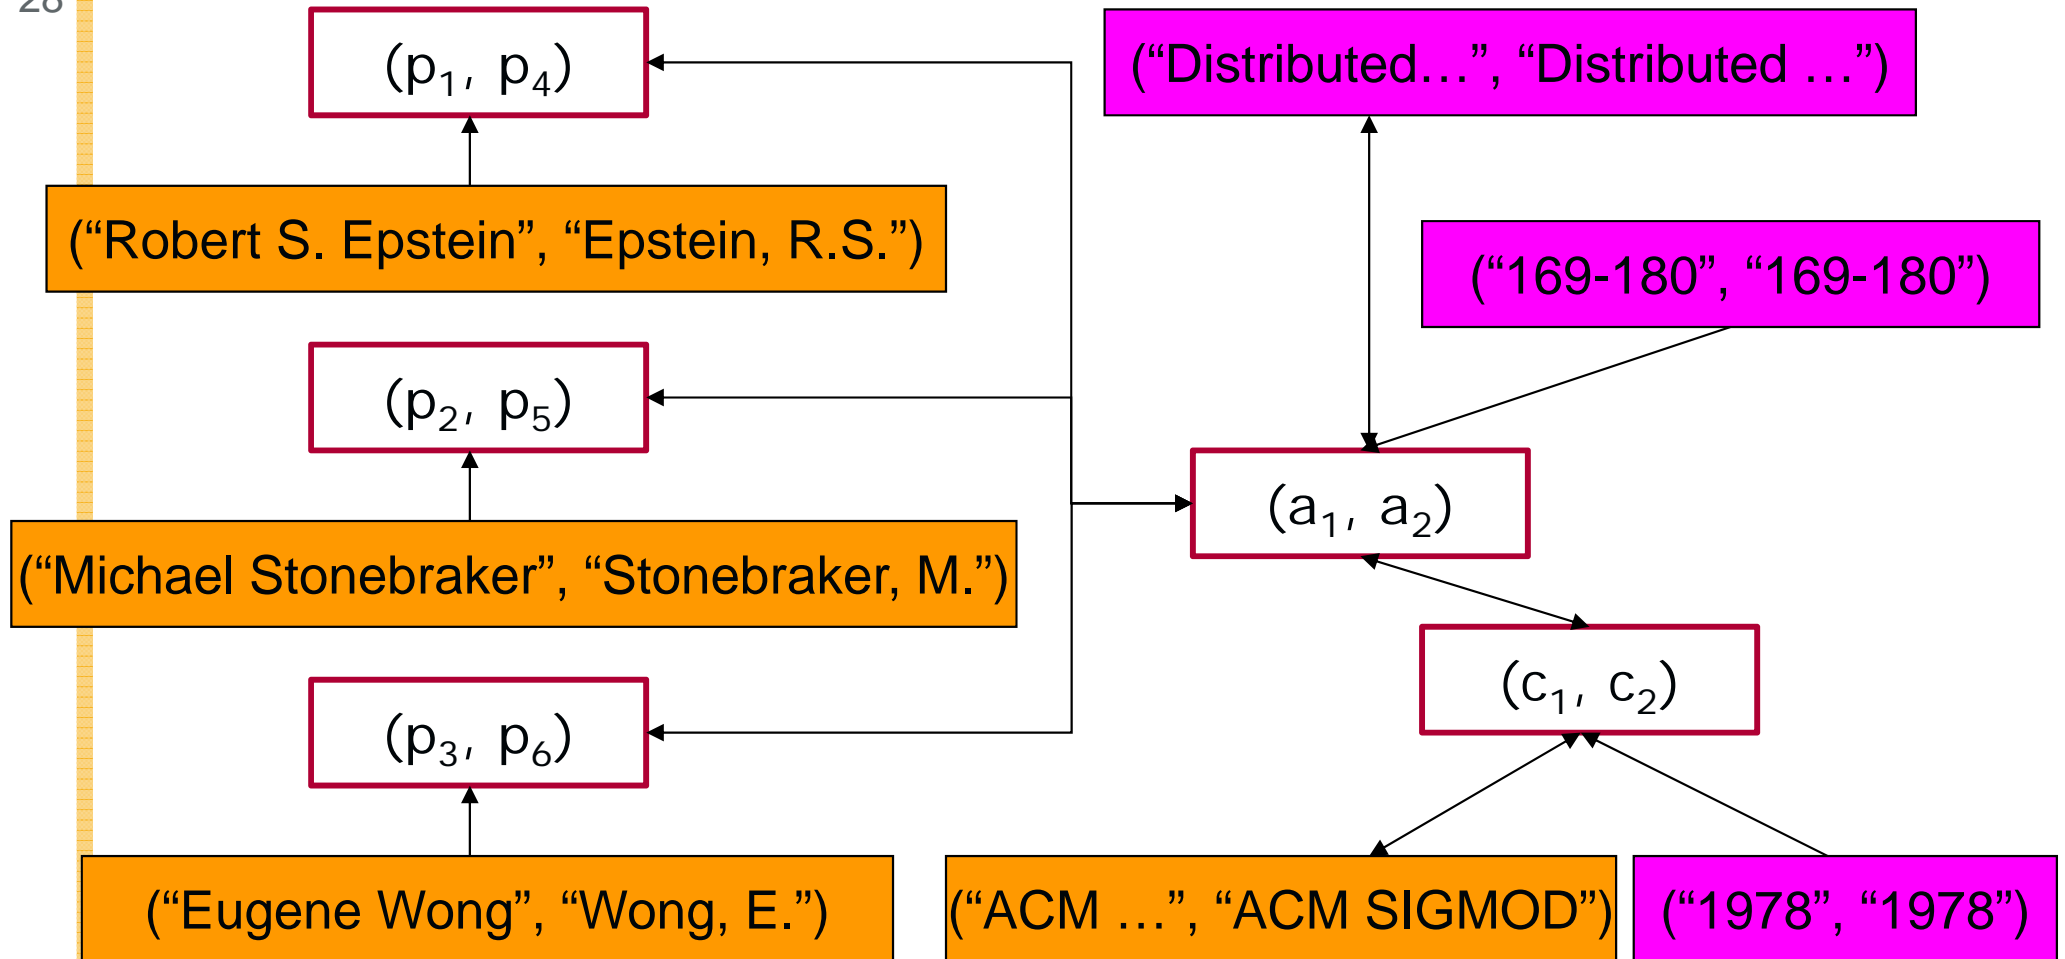 28
(p1, p4)
(“Distributed…”, “Distributed …”)
(“Robert S. Epstein”, “Epstein, R.S.”)
(“169-180”, “169-180”)
(p2, p5)
(a1, a2)
(“Michael Stonebraker”, “Stonebraker, M.”)
(c1, c2)
(p3, p6)
(“Eugene Wong”, “Wong, E.”)
(“ACM …”, “ACM SIGMOD”)
(“1978”, “1978”)